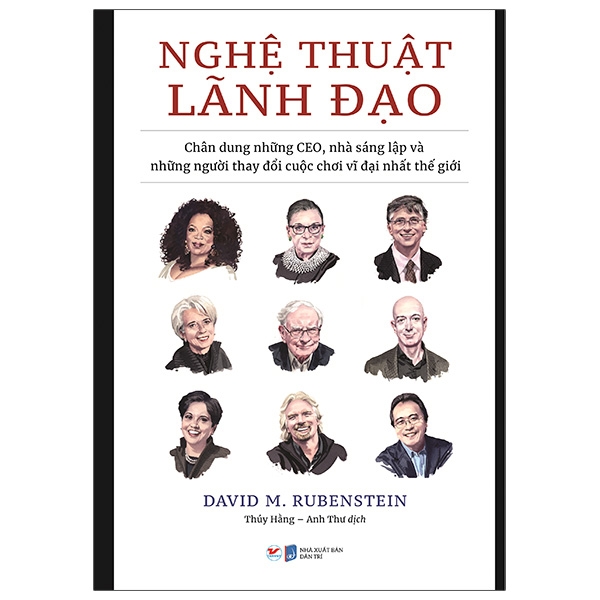 NGHỆ THUẬT
LÃNH ĐẠO
Chân dung những CEO, nhà sáng lập và
những người thay đổi cuộc chơi vĩ đại nhất thế giới
DAVID M. RUBENSTEIN
Thúy Hằng – Anh Thư dịch
NHÀ XUẤT BẢN
DÂN TRÍ